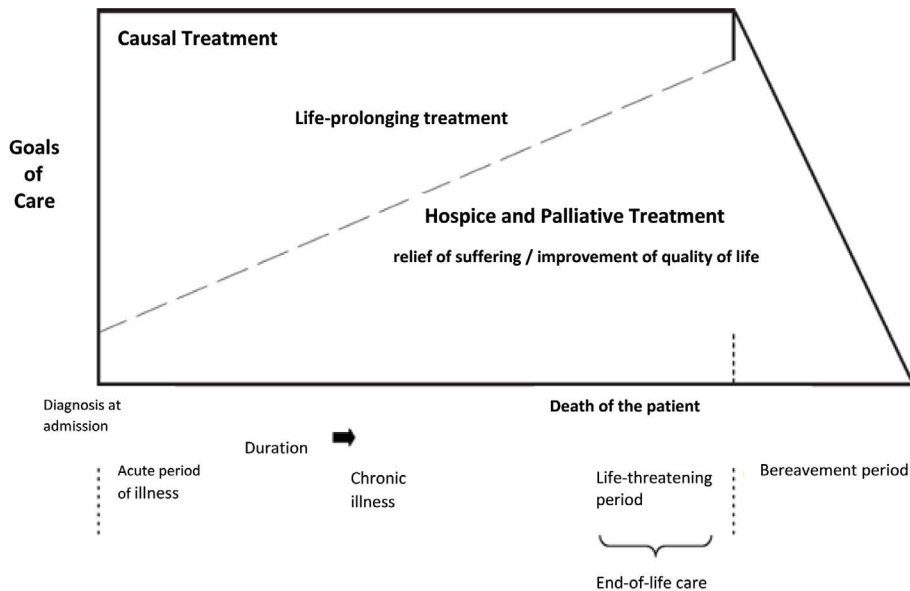 Causal Treatment
Life-prolonging treatment
Goals
of
Care
Hospice and Palliative Treatment
relief of suffering / improvement of quality of life
Diagnosis at
admission
Death of the patient
Duration
Acute period
of illness
Chronic
illness
Life-threatening
period
Bereavement period
End-of-life care